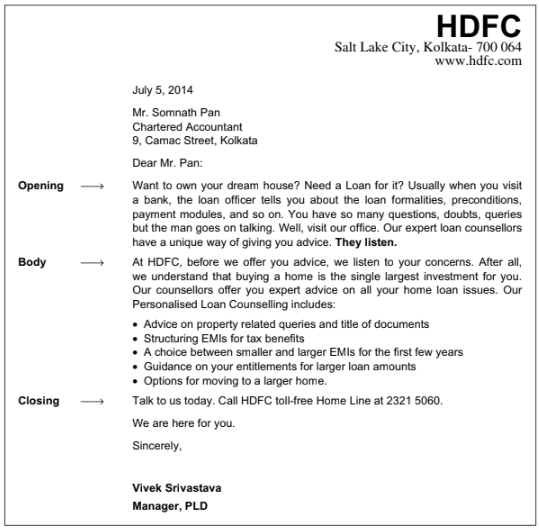 HDFC
Salt Lake City, Kolkata- 700 064
www.hdfc.com
July 5, 2014
Mr. Somnath Pan
Chartered Accountant
9, Camac Street, Kolkata
Dear Mr. Pan:
Opening → Want to own your dream house? Need a Loan for it? Usually when you visit
a bank, the loan officer tells you about the loan formalities, preconditions,
payment modules, and so on. You have so many questions, doubts, queries
but the man goes on talking. Well, visit our office. Our expert loan counsellors
have a unique way of giving you advice. They listen.
Body → At HDFC, before we offer you advice, we listen to your concerns. After all,
we understand that buying a home is the single largest investment for you.
Our counsellors offer you expert advice on all your home loan issues. Our
Personalised Loan Counselling includes:
• Advice on property related queries and title of documents
• Structuring EMIs for tax benefits
• A choice between smaller and larger EMIs for the first few years
• Guidance on your entitlements for larger loan amounts
• Options for moving to a larger home.
Closing → Talk to us today. Call HDFC toll-free Home Line at 2321 5060.
We are here for you.
Sincerely,
Vivek Srivastava
Manager, PLD